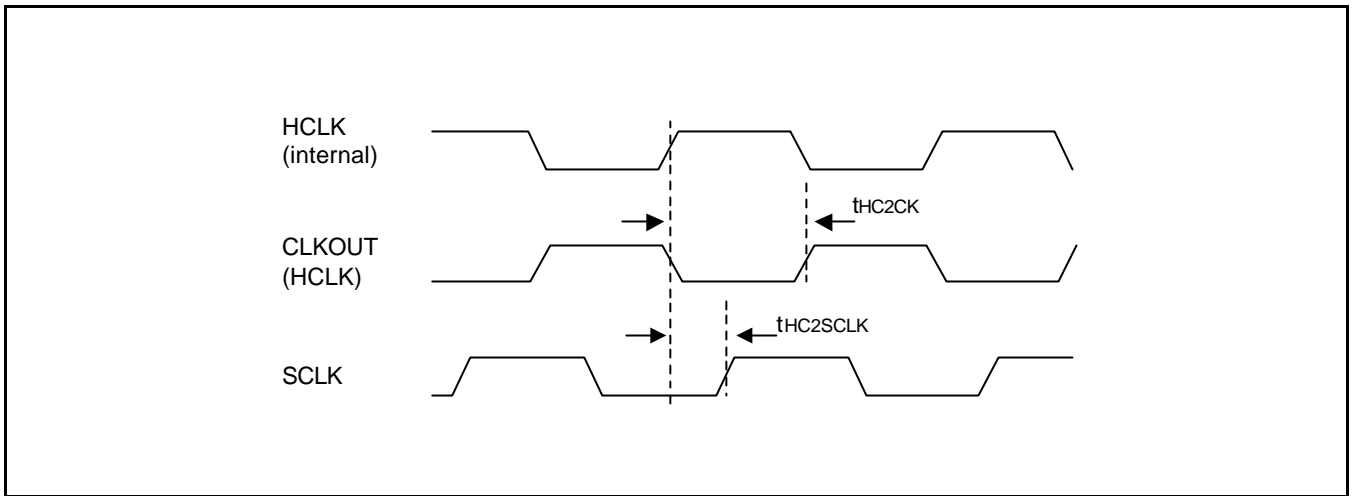 HCLK
(internal)
tHC2CK
CLKOUT
(HCLK)
tHC2SCLK
SCLK